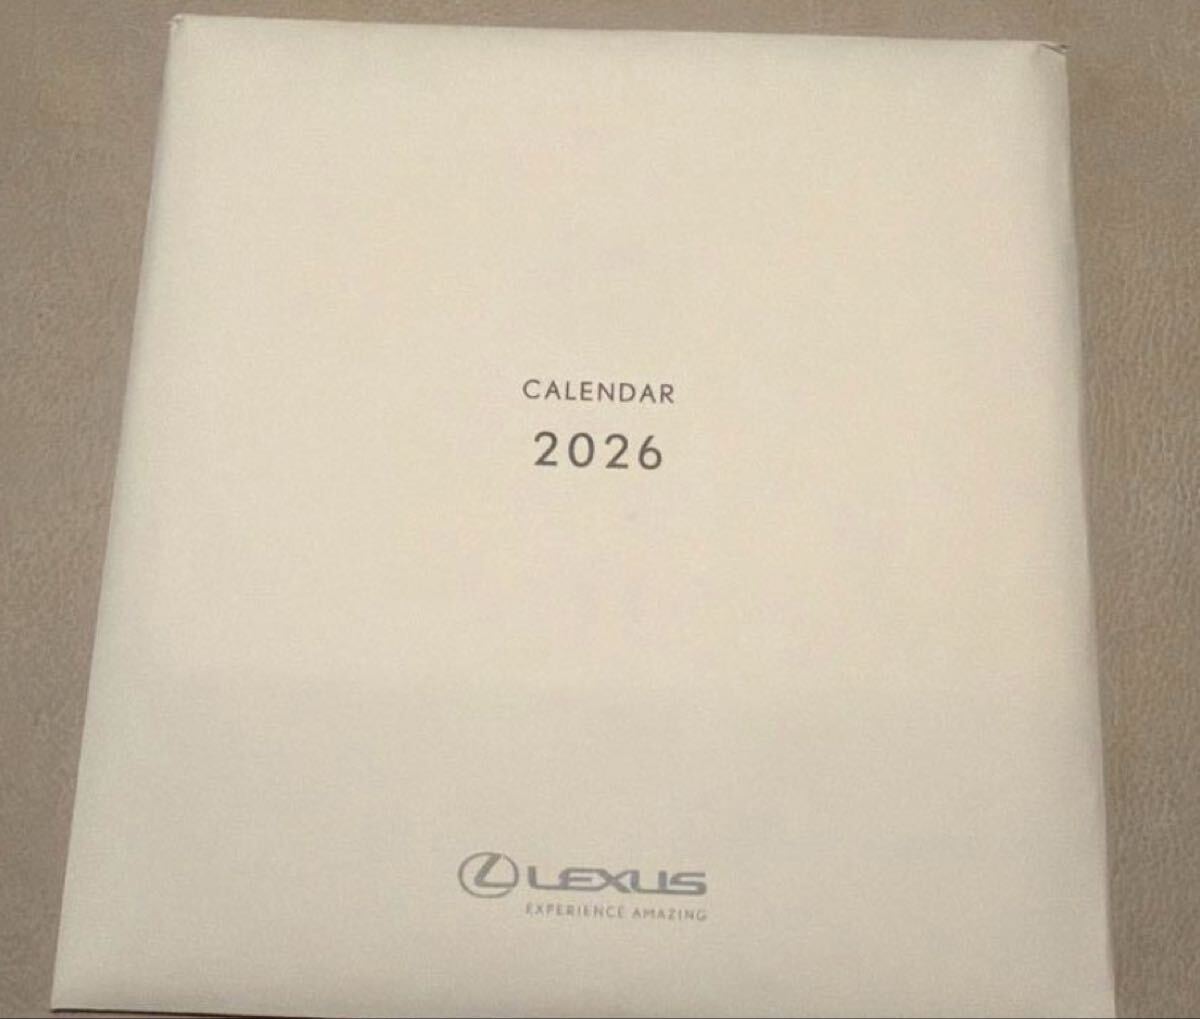 CALENDAR
2026
LEXUS
EXPERIENCE AMAZING